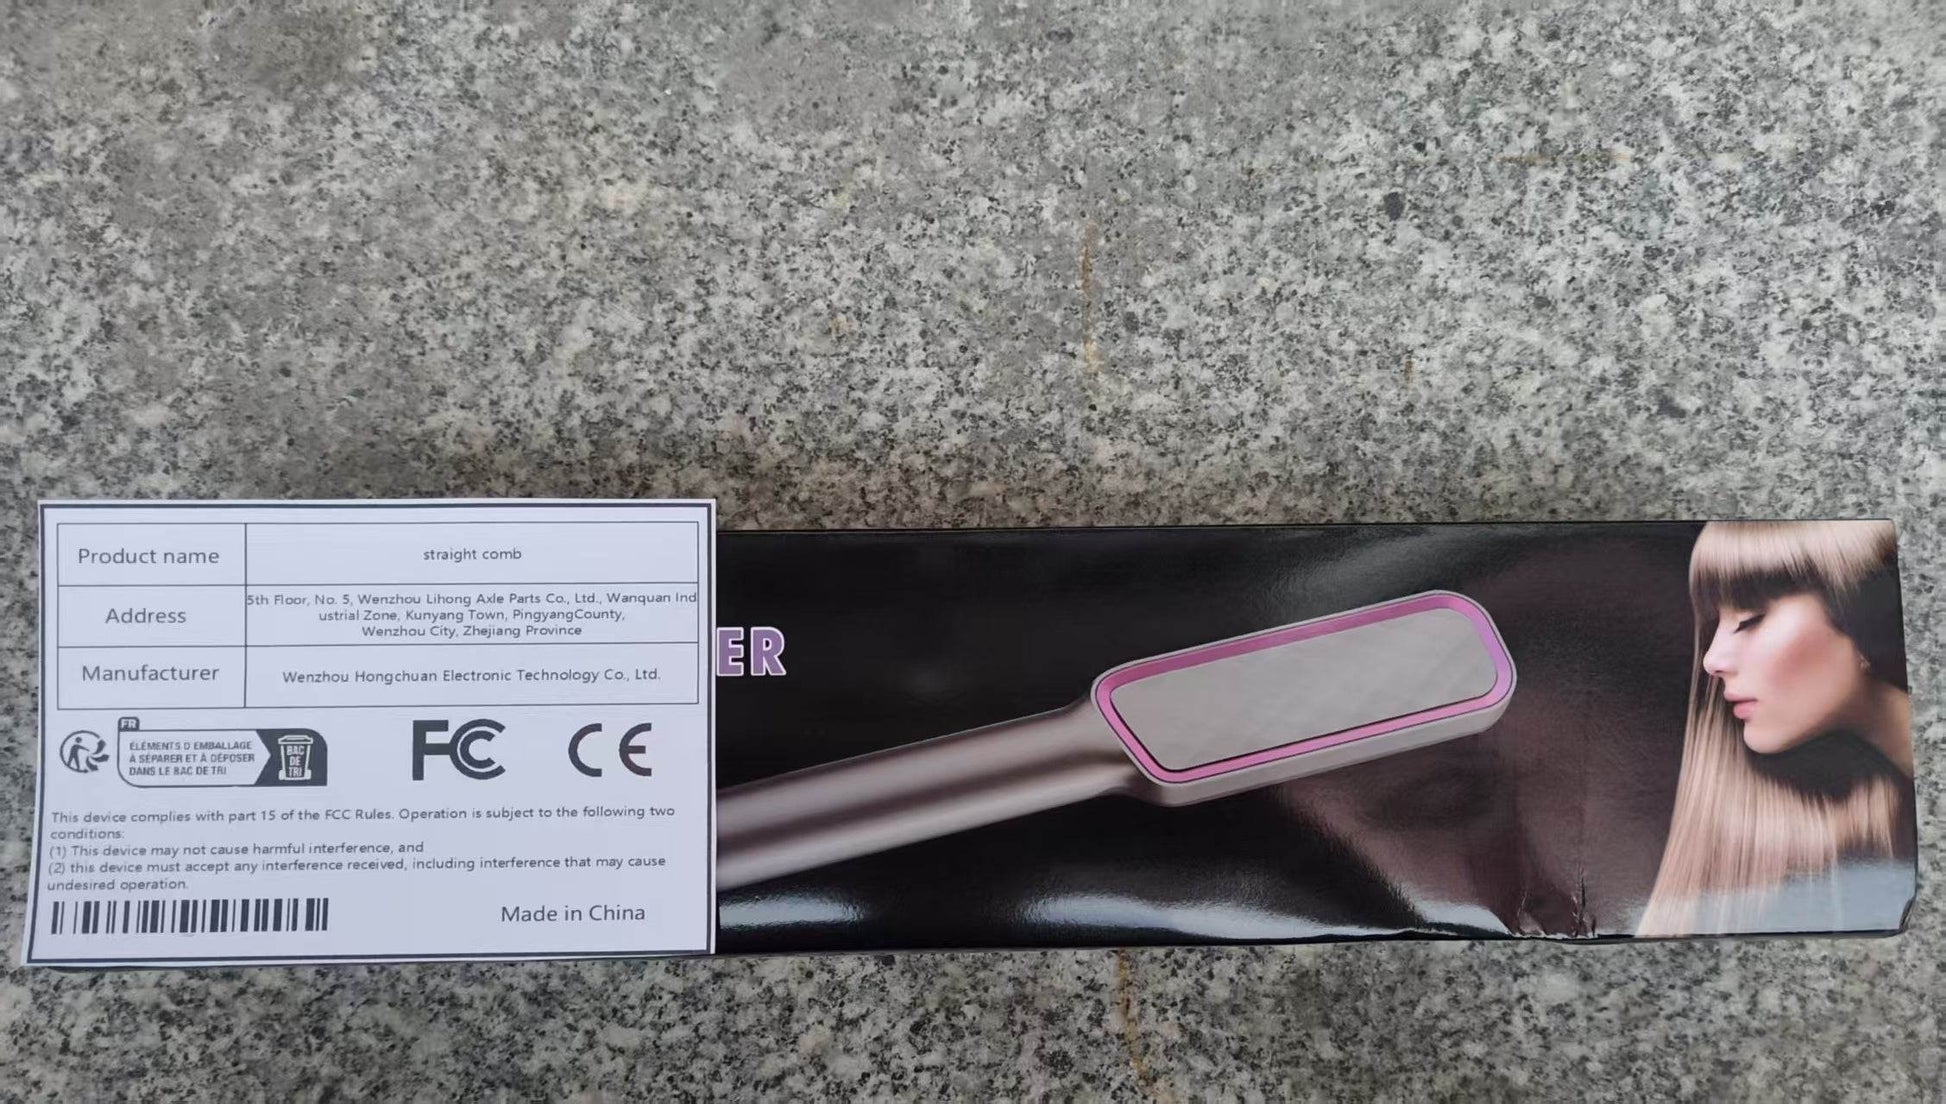 Product name
straight comb
Address
5th Floor, No. 5, Wenzhou Lihong Axle Parts Co., Ltd., Wanquan Ind
ustrial Zone, Kunyang Town, PingyangCounty,
Wenzhou City, Zhejiang Province
Manufacturer
Wenzhou Hongchuan Electronic Technology Co., Ltd.
FR
ÉLÉMENTS D'EMBALLAGE
À SÉPARER ET À DÉPOSER
DANS LE BAC DE TRI
BAC
DE
TRI
FC
CE
This device complies with part 15 of the FCC Rules. Operation is subject to the following two
conditions:
(1) This device may not cause harmful interference, and
(2) this device must accept any interference received, including interference that may cause
undesired operation.
Made in China
ER